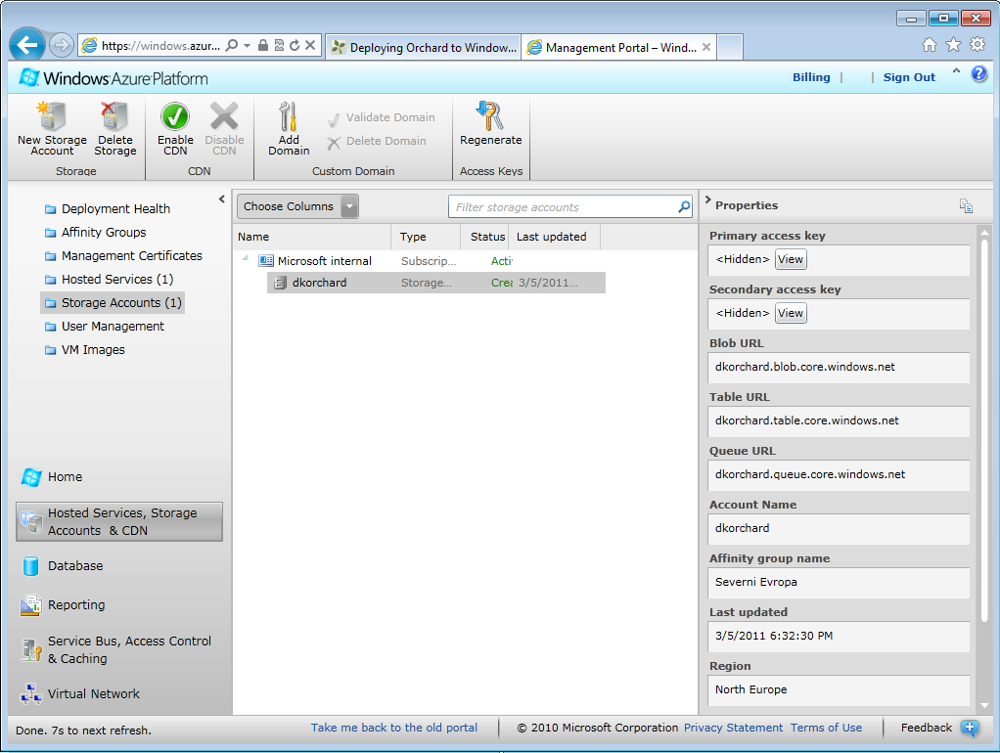 https://windows.azur...
Deploying Orchard to Window...
Management Portal – Wind...
Windows Azure Platform
Billing | | Sign Out
New Storage Account
Delete Storage
Storage
Enable CDN
Disable CDN
CDN
Add Domain
Validate Domain
Delete Domain
Custom Domain
Regenerate
Access Keys
Deployment Health
Affinity Groups
Management Certificates
Hosted Services (1)
Storage Accounts (1)
User Management
VM Images
Home
Hosted Services, Storage
Accounts & CDN
Database
Reporting
Service Bus, Access Control
& Caching
Virtual Network
Choose Columns
Filter storage accounts
Name Type Status Last updated
Microsoft internal Subscrip... Acti
dkorchard Storage... Crea 3/5/2011...
Properties
Primary access key
<Hidden> View
Secondary access key
<Hidden> View
Blob URL
dkorchard.blob.core.windows.net
Table URL
dkorchard.table.core.windows.net
Queue URL
dkorchard.queue.core.windows.net
Account Name
dkorchard
Affinity group name
Severni Evropa
Last updated
3/5/2011 6:32:30 PM
Region
North Europe
Done. 7s to next refresh.
Take me back to the old portal
© 2010 Microsoft Corporation Privacy Statement Terms of Use
Feedback